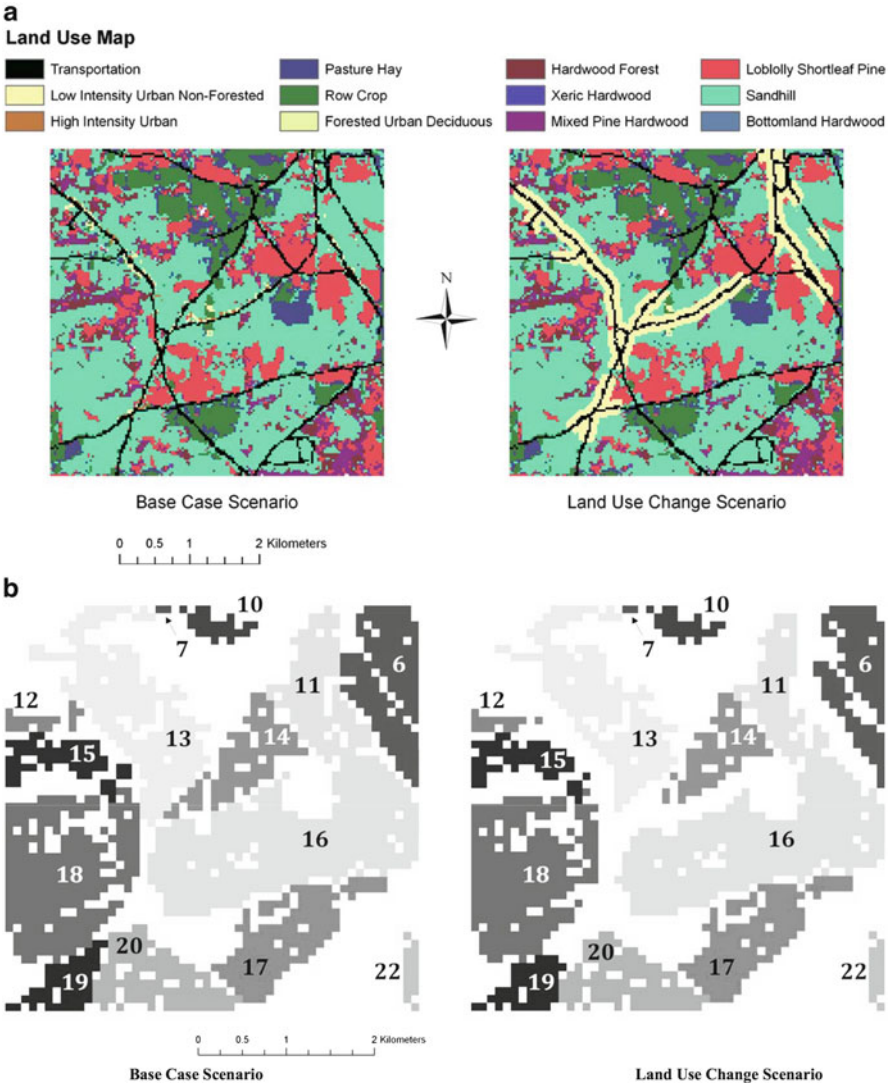 a
Land Use Map
Transportation
Pasture Hay
Hardwood Forest
Loblolly Shortleaf Pine
Low Intensity Urban Non-Forested
Row Crop
Xeric Hardwood
Sandhill
High Intensity Urban
Forested Urban Deciduous
Mixed Pine Hardwood
Bottomland Hardwood
N
Base Case Scenario
Land Use Change Scenario
0 0.5 1 2 Kilometers
b
10
7
6
11
12
13
14
15
16
18
20
17
19
22
10
7
6
11
12
13
14
15
16
18
20
17
19
22
0 0.5 1 2 Kilometers
Base Case Scenario
Land Use Change Scenario